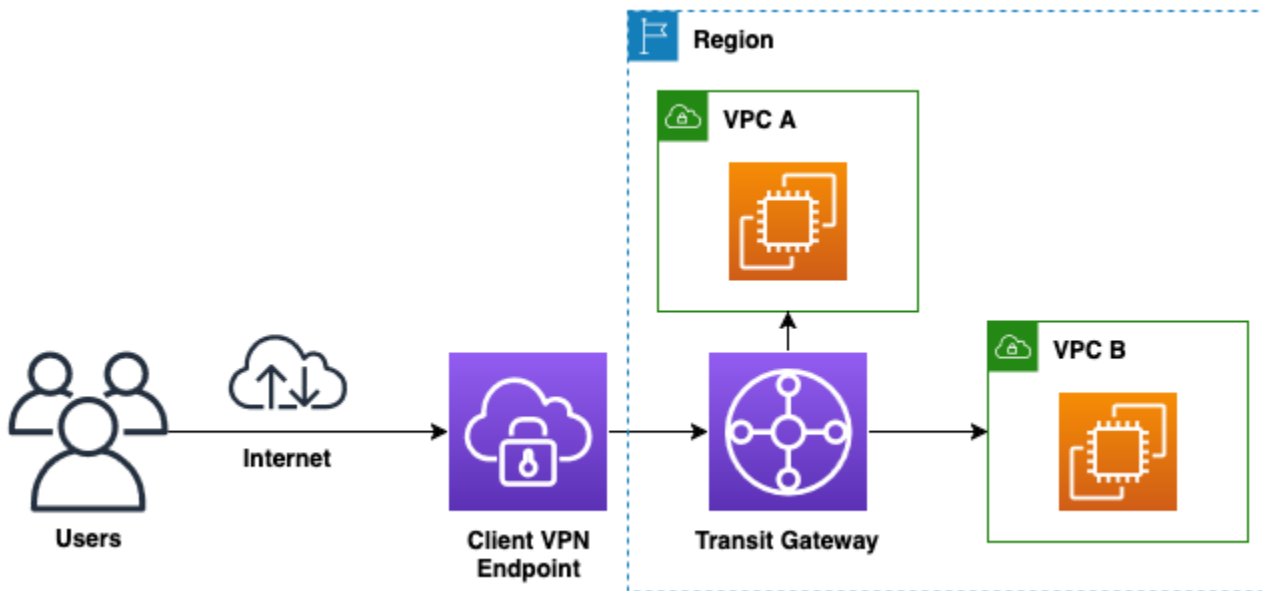 Region
VPC A
VPC B
Internet
Users
Client VPN
Endpoint
Transit Gateway